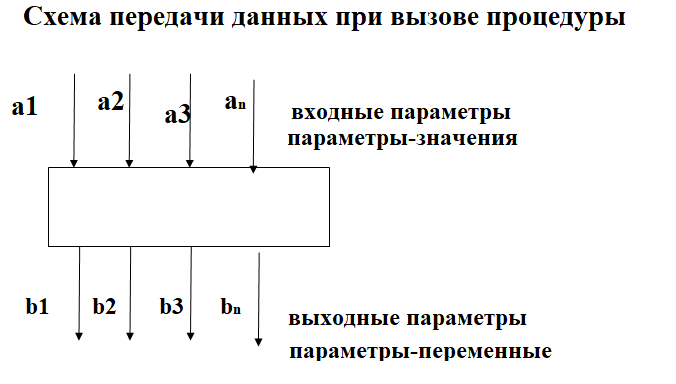 Схема передачи данных при вызове процедуры
a1 a2 a3 an
входные параметры
параметры-значения
b1 b2 b3 bn
выходные параметры
параметры-переменные